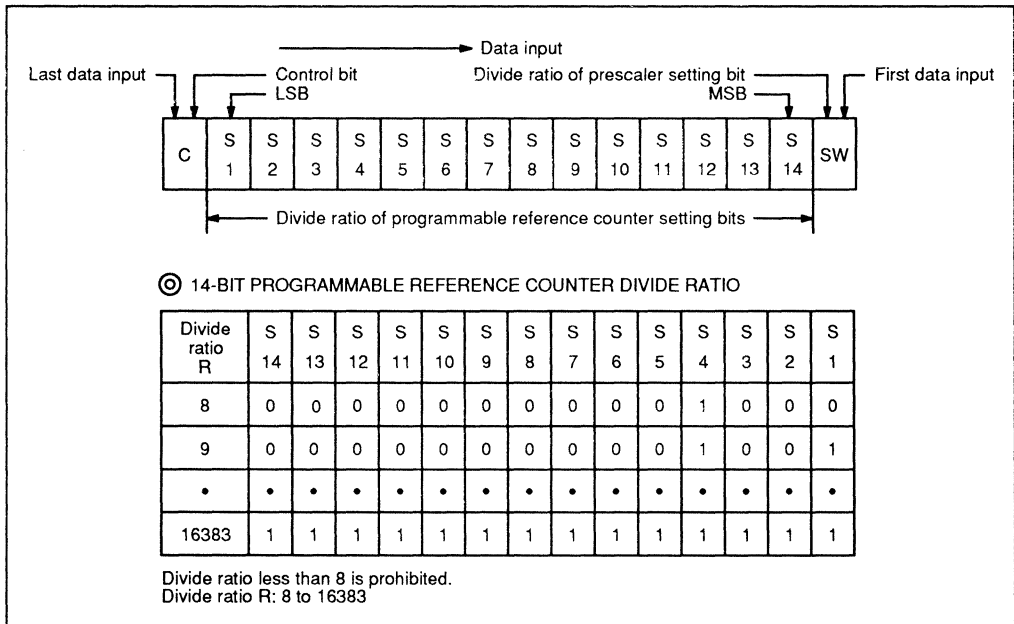 Data input
Last data input Control bit Divide ratio of prescaler setting bit First data input
LSB MSB
C S 1 S 2 S 3 S 4 S 5 S 6 S 7 S 8 S 9 S 10 S 11 S 12 S 13 S 14 SW
Divide ratio of programmable reference counter setting bits
◎ 14-BIT PROGRAMMABLE REFERENCE COUNTER DIVIDE RATIO
Divide ratio R S 14 S 13 S 12 S 11 S 10 S 9 S 8 S 7 S 6 S 5 S 4 S 3 S 2 S 1
8 0 0 0 0 0 0 0 0 0 0 1 0 0 0
9 0 0 0 0 0 0 0 0 0 0 1 0 0 1
• • • • • • • • • • • • • • •
16383 1 1 1 1 1 1 1 1 1 1 1 1 1 1
Divide ratio less than 8 is prohibited.
Divide ratio R: 8 to 16383